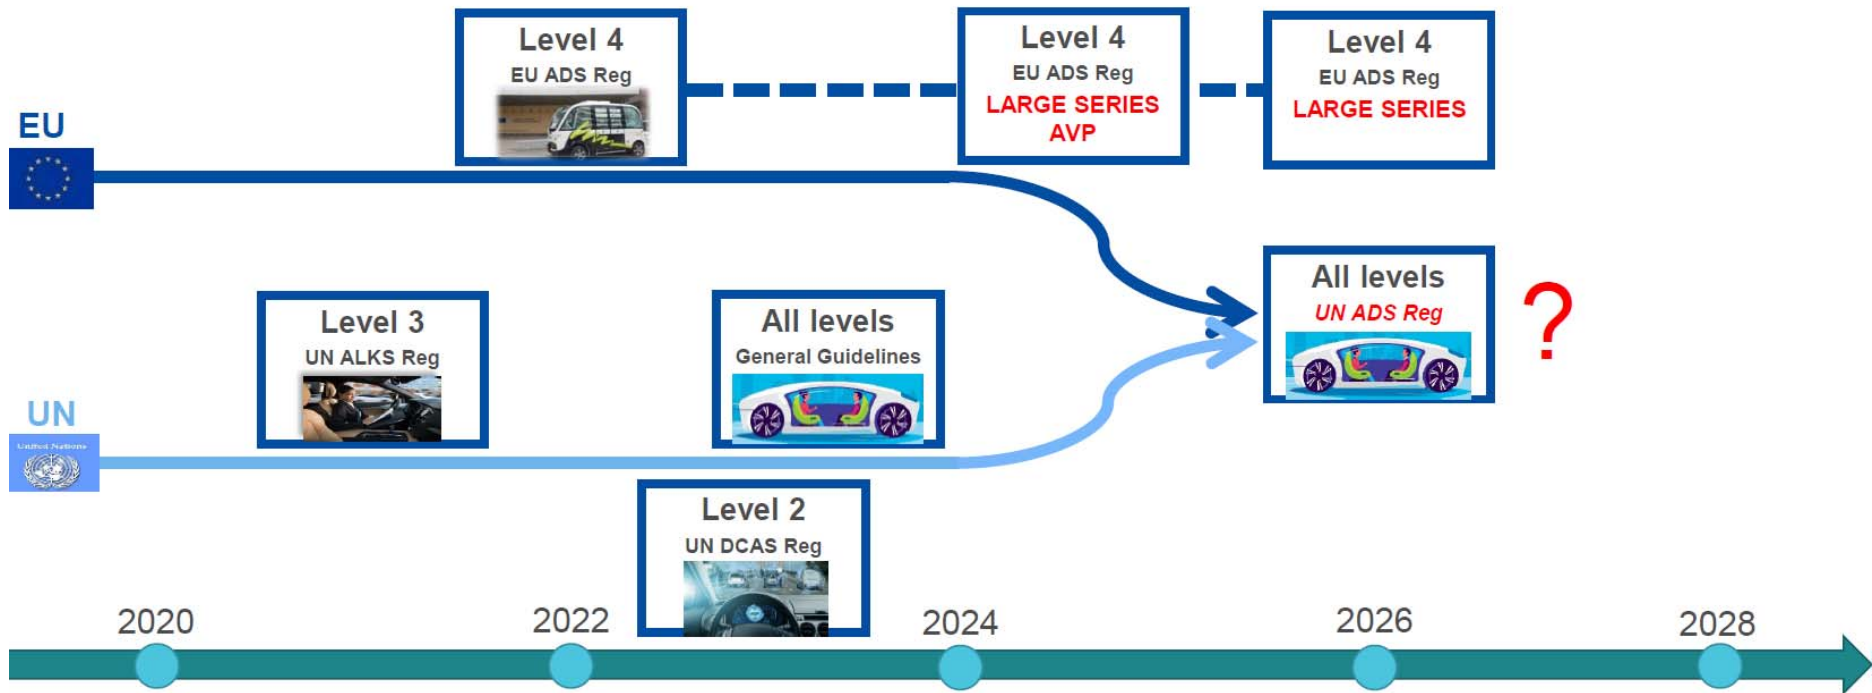 Level 4
EU ADS Reg
Level 4
EU ADS Reg
LARGE SERIES
AVP
Level 4
EU ADS Reg
LARGE SERIES
EU
All levels
UN ADS Reg
?
Level 3
UN ALKS Reg
All levels
General Guidelines
UN
United Nations
Level 2
UN DCAS Reg
2020
2022
2024
2026
2028